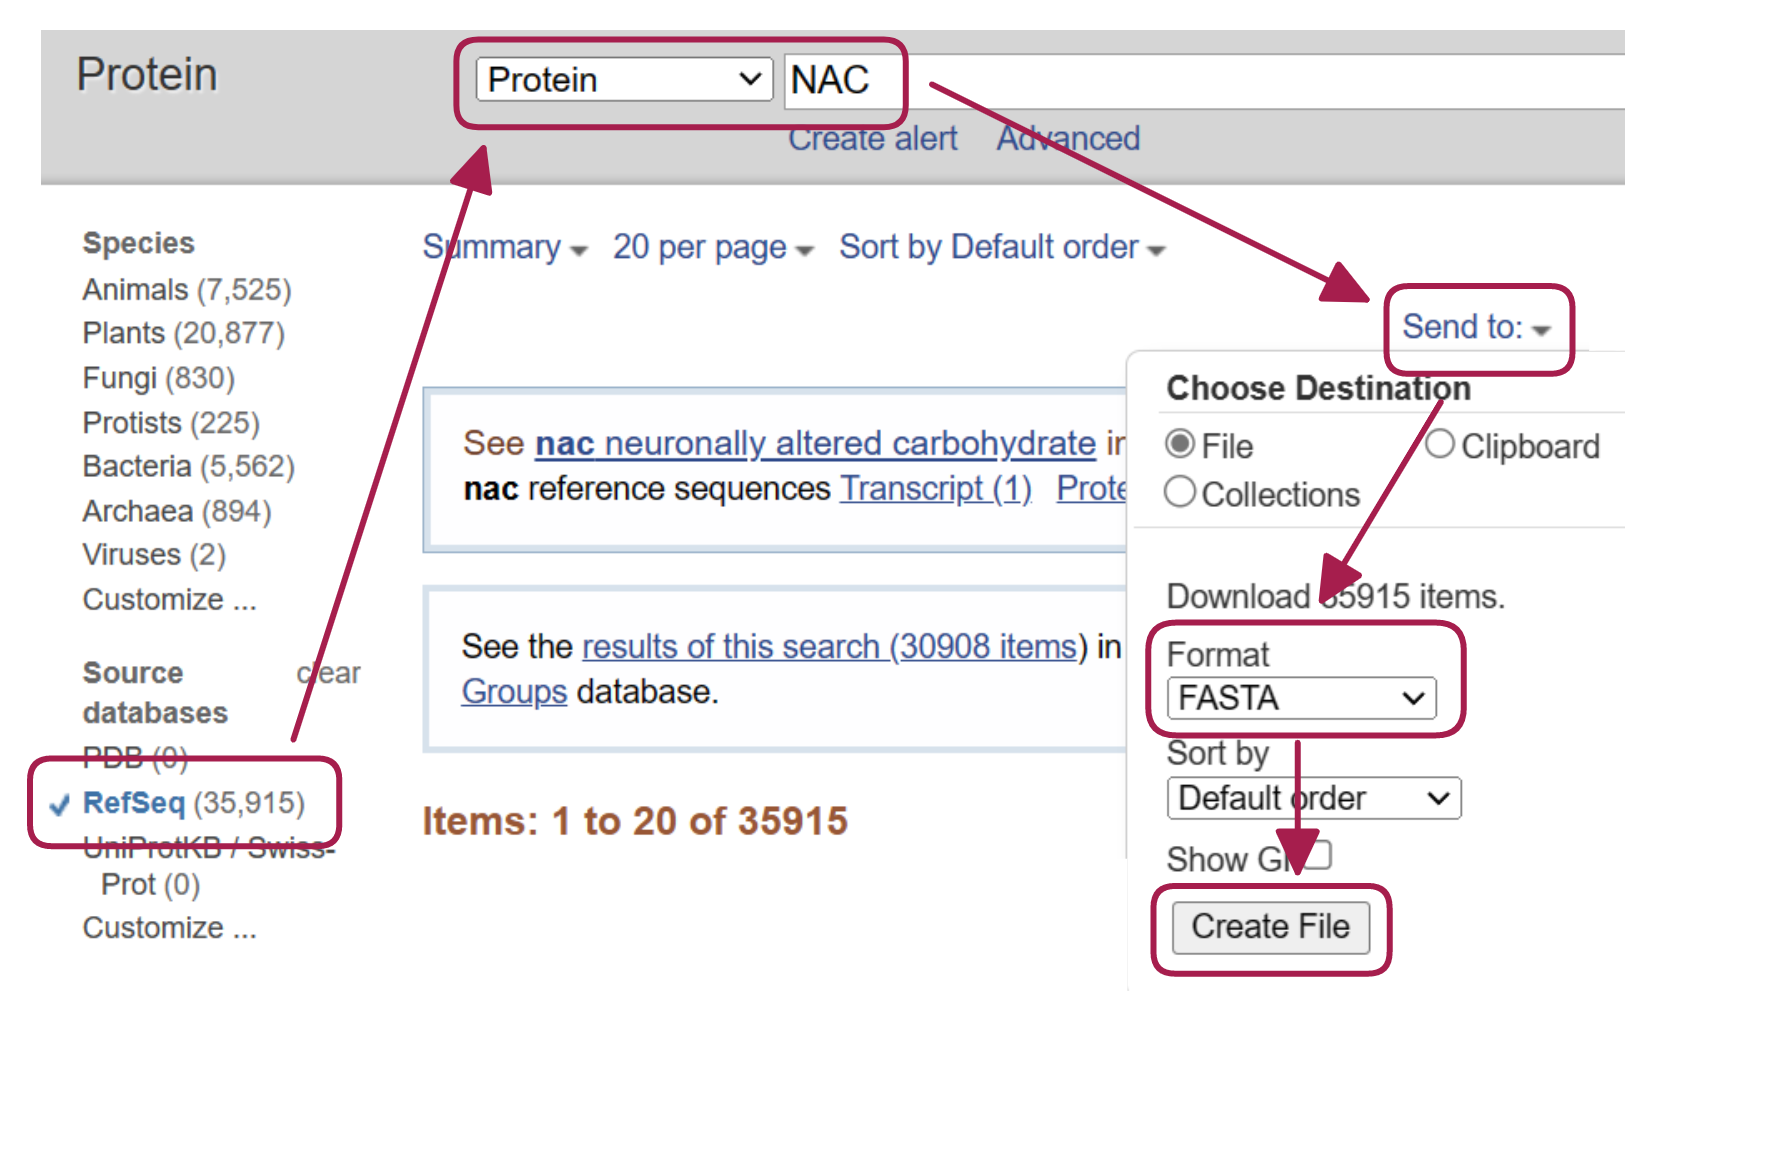 Protein
Protein NAC
Create alert Advanced
Species
Animals (7,525)
Plants (20,877)
Fungi (830)
Protists (225)
Bacteria (5,562)
Archaea (894)
Viruses (2)
Customize ...
Source databases clear
PDB (0)
RefSeq (35,915)
UniProtKB / Swiss-
Prot (0)
Customize ...
Summary 20 per page Sort by Default order
See nac neuronally altered carbohydrate
nac reference sequences Transcript (1)
See the results of this search (30908 items) in
Groups database.
Items: 1 to 20 of 35915
Send to:
Choose Destination
File Clipboard
Collections
Download 35915 items.
Format
FASTA
Sort by
Default order
Show GI
Create File